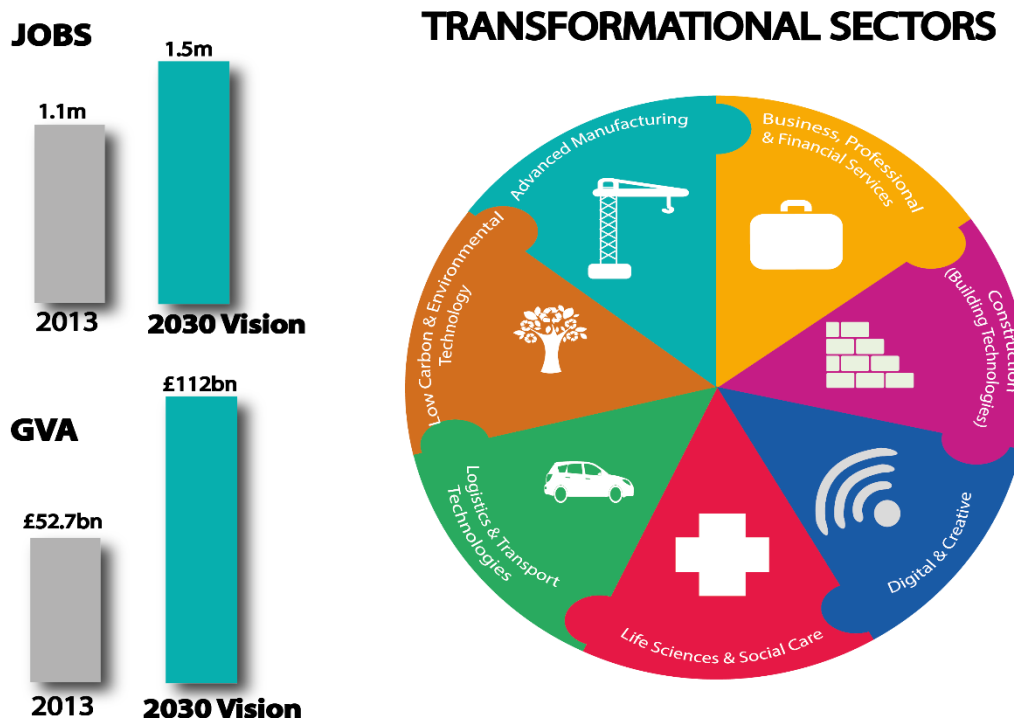 JOBS
1.5m
1.1m
2013
2030 Vision
GVA
£112bn
£52.7bn
2013
2030 Vision
TRANSFORMATIONAL SECTORS
Advanced Manufacturing
Business, Professional
& Financial Services
Construction
(Building Technologies)
Digital & Creative
Life Sciences & Social Care
Logistics & Transport
Technologies
Low Carbon & Environmental
Technology